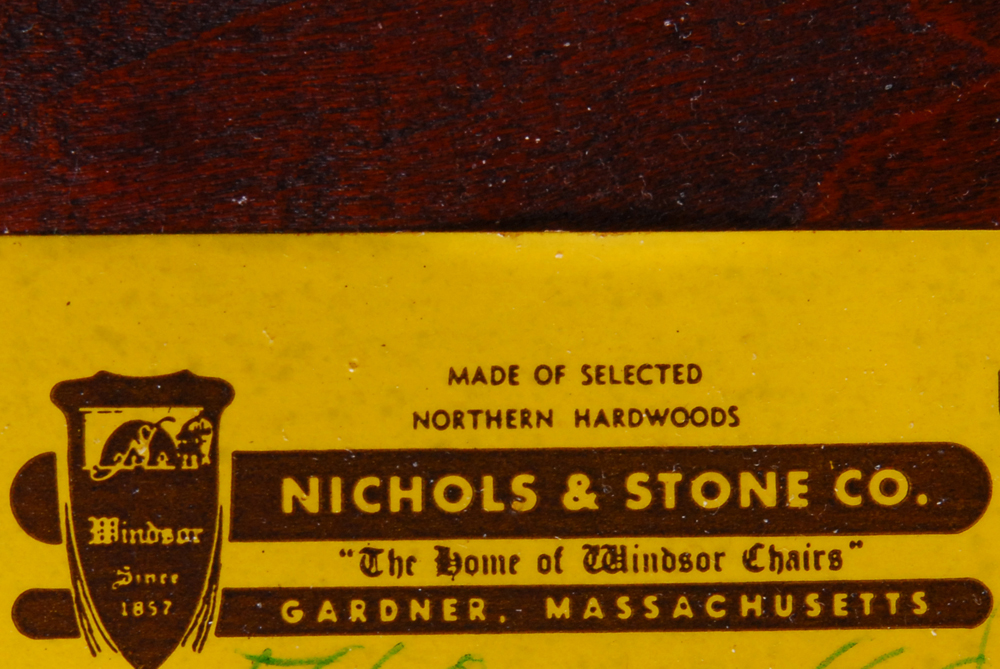 MADE OF SELECTED
NORTHERN HARDWOODS
NICHOLS & STONE CO.
"The Home of Windsor Chairs"
GARDNER, MASSACHUSETTS
Windsor
Since
1857